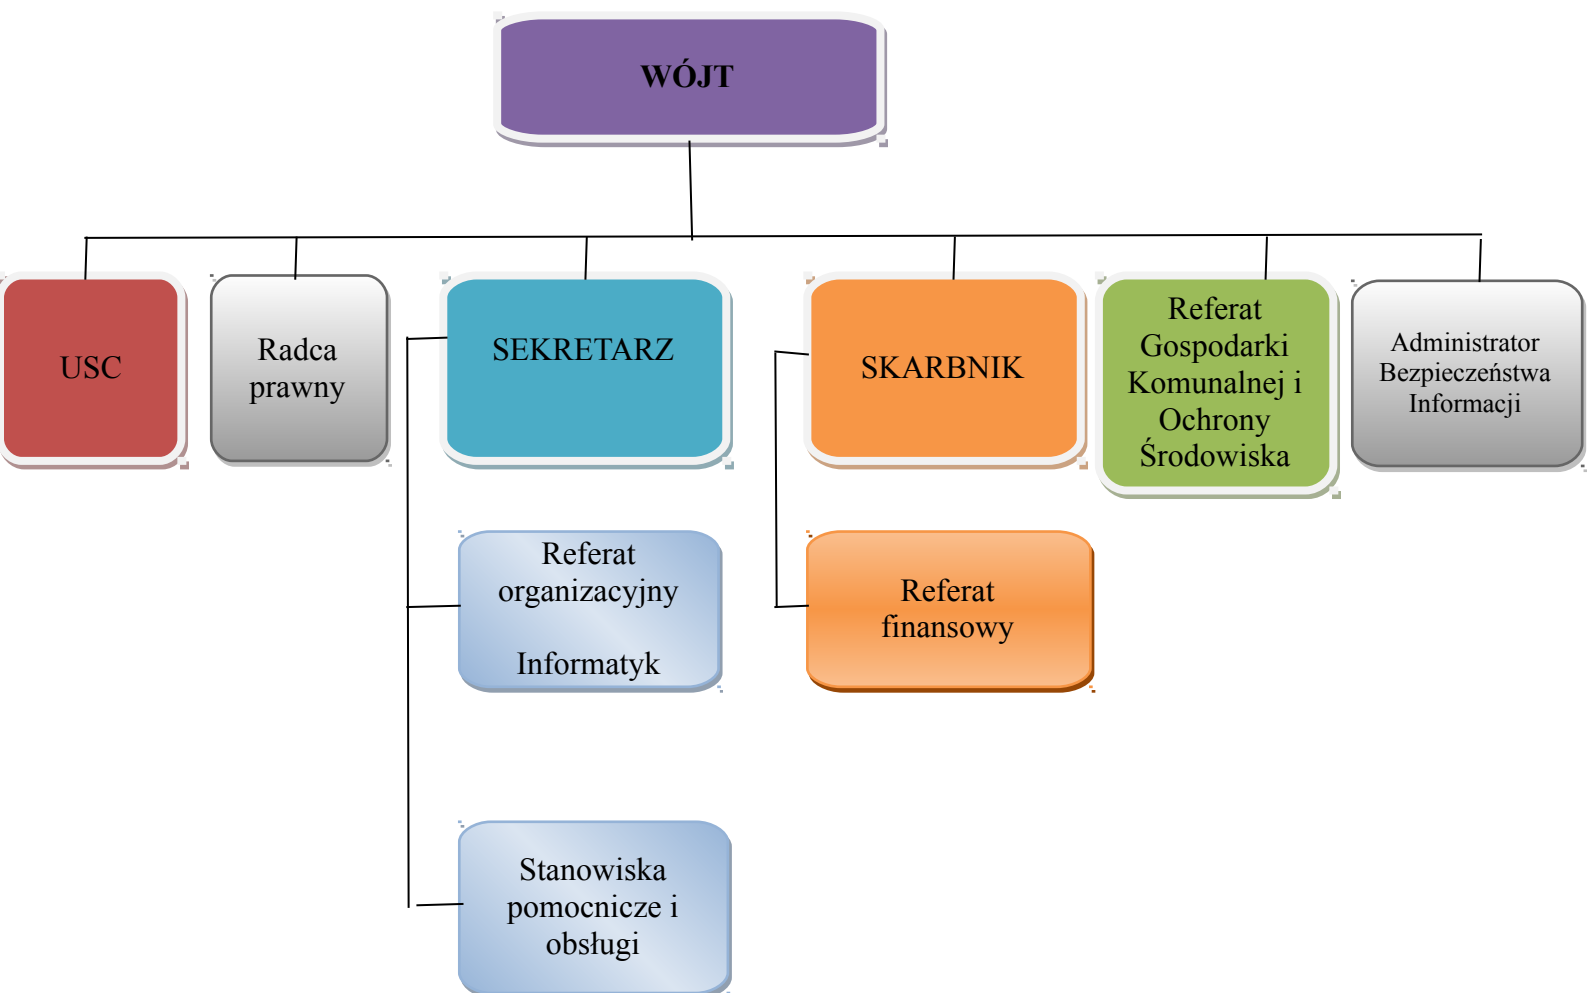 WÓJT
USC
Radca
prawny
SEKRETARZ
SKARBNIK
Referat
Gospodarki
Komunalnej i
Ochrony
Środowiska
Administrator
Bezpieczeństwa
Informacji
Referat
organizacyjny
Informatyk
Referat
finansowy
Stanowiska
pomocnicze i
obsługi